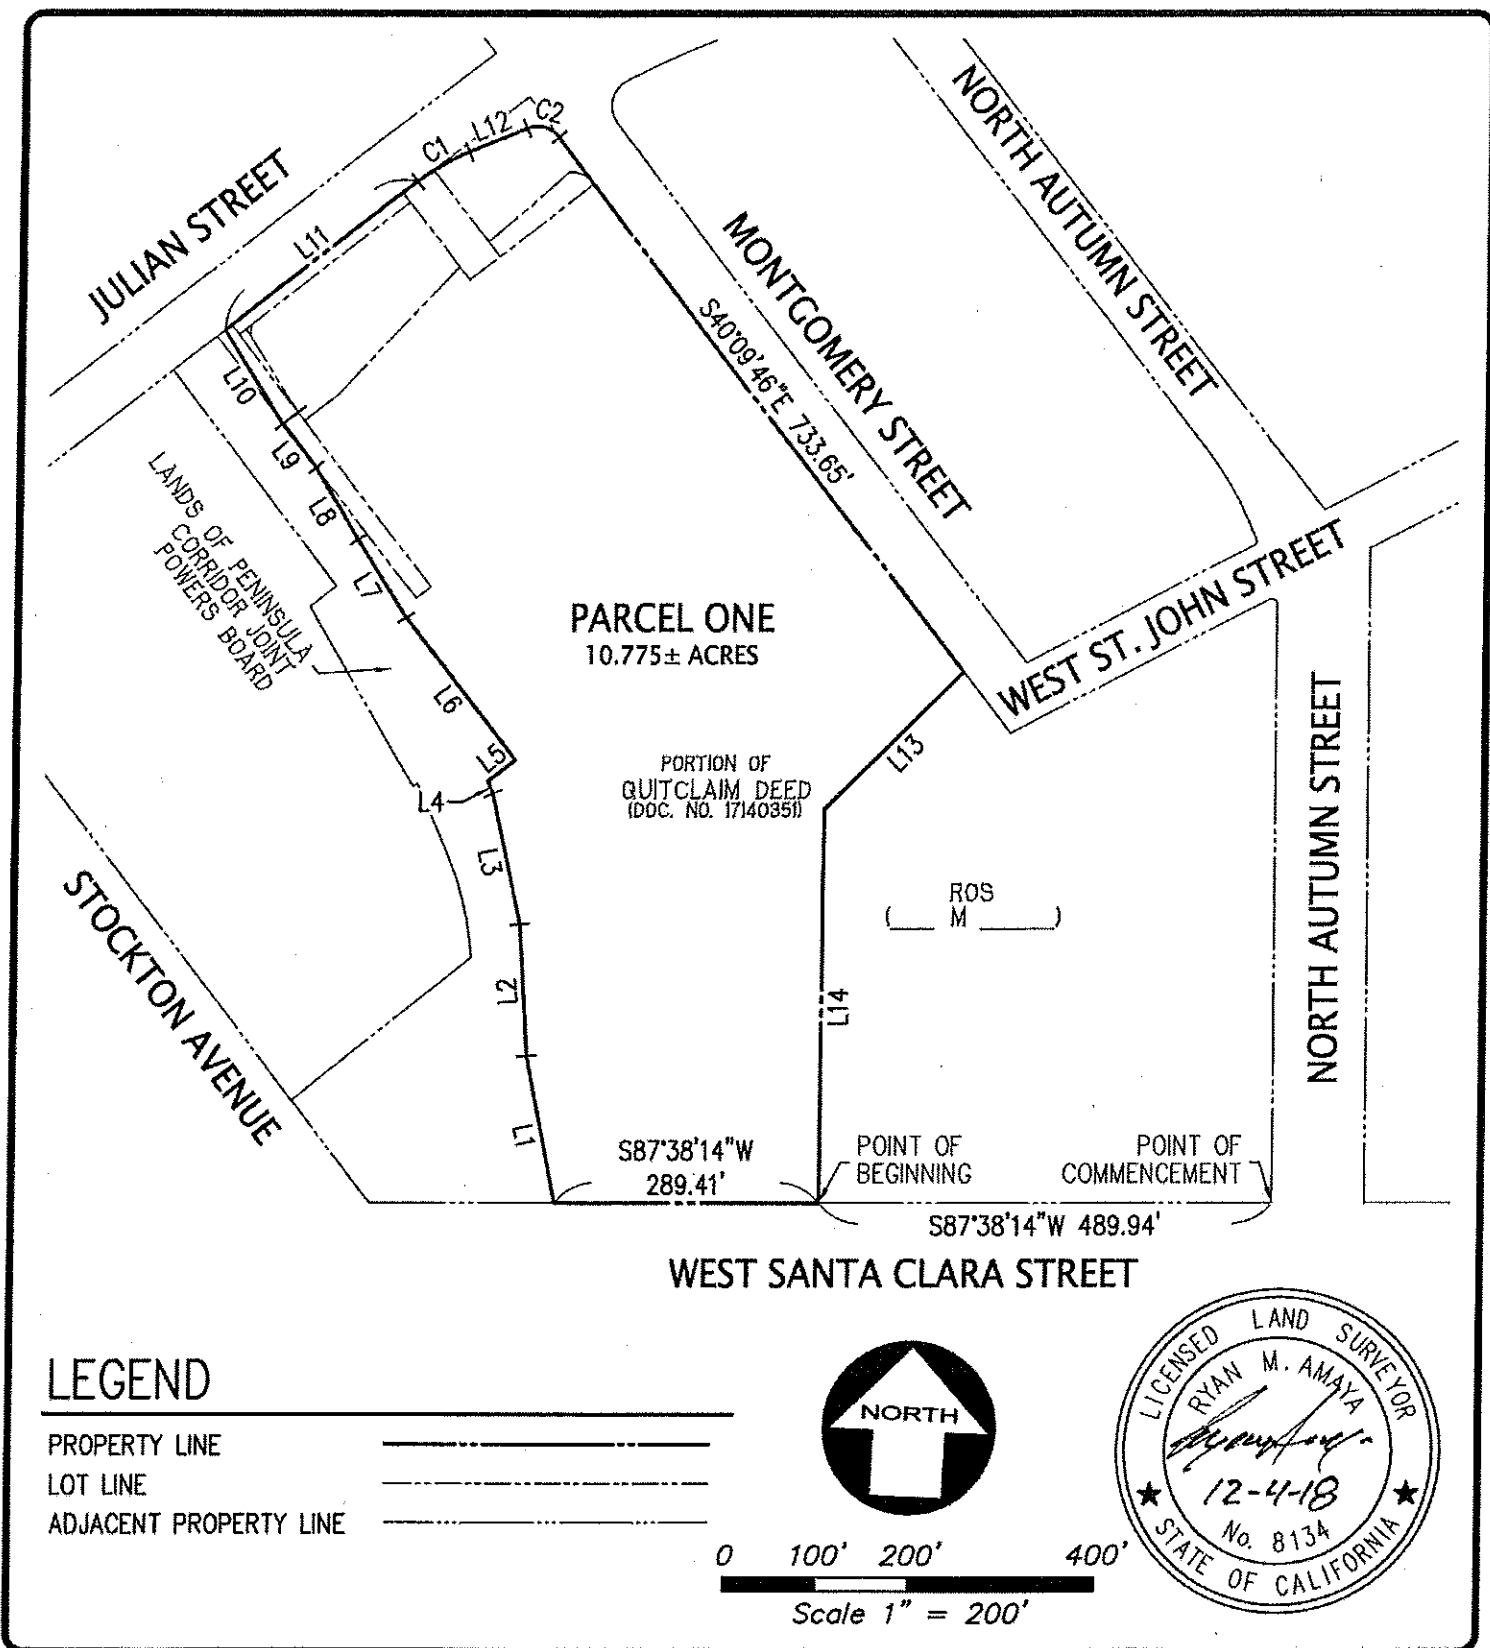 JULIAN STREET
C1
L12
C2
L11
NORTH AUTUMN STREET
MONTGOMERY STREET
S40°09'46"E 733.65'
L10
L9
L8
L7
L6
L5
L4
L3
L2
L1
LANDS OF PENINSULA
CORRIDOR JOINT
POWERS BOARD
PARCEL ONE
10.775± ACRES
WEST ST. JOHN STREET
L13
PORTION OF
QUITCLAIM DEED
(DOC. NO. 17140351)
ROS
(___ M _____)
L14
NORTH AUTUMN STREET
STOCKTON AVENUE
S87°38'14"W
289.41'
POINT OF
BEGINNING
POINT OF
COMMENCEMENT
S87°38'14"W 489.94'
WEST SANTA CLARA STREET
LEGEND
PROPERTY LINE
LOT LINE
ADJACENT PROPERTY LINE
NORTH
0 100' 200' 400'
Scale 1" = 200'
LICENSED LAND SURVEYOR
RYAN M. AMAYA
12-4-18
No. 8134
STATE OF CALIFORNIA